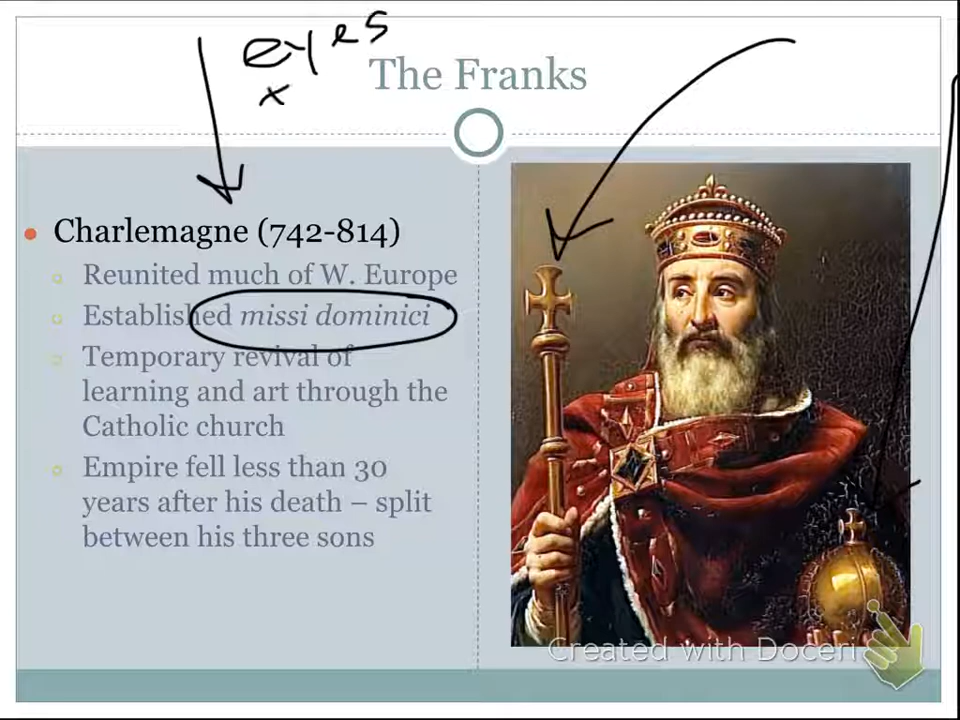 eyes
x
The Franks
Charlemagne (742-814)
Reunited much of W. Europe
Established missi dominici
Temporary revival of
learning and art through the
Catholic church
Empire fell less than 30
years after his death – split
between his three sons
Created with Doceri